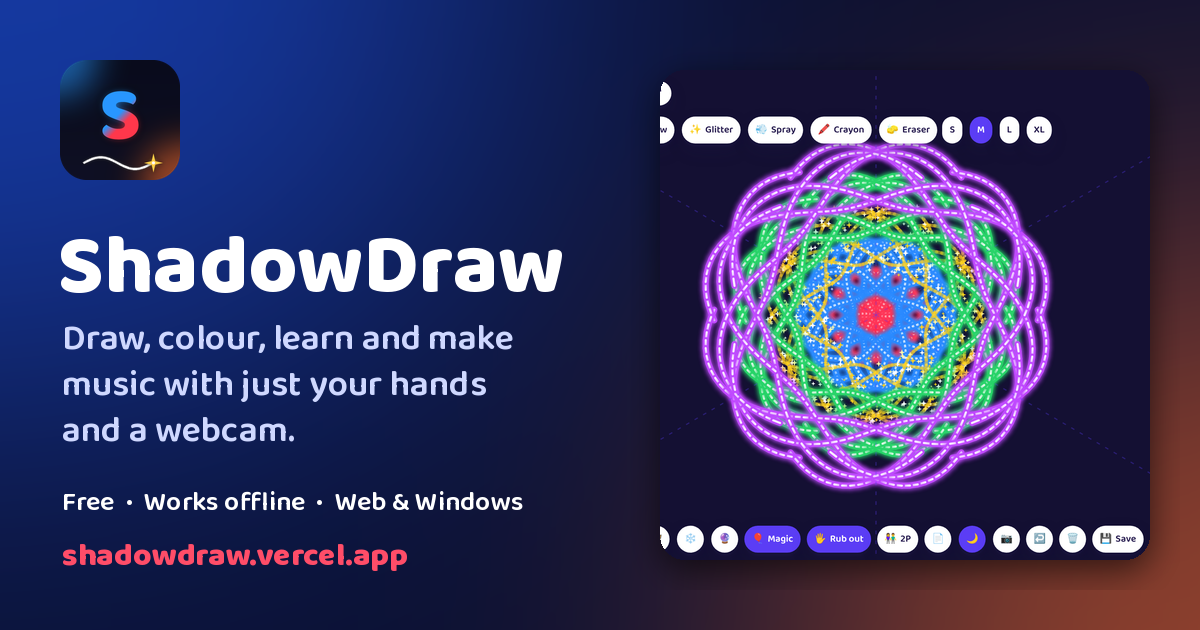 S
ShadowDraw
Draw, colour, learn and make
music with just your hands
and a webcam.
Free • Works offline • Web & Windows
shadowdraw.vercel.app
w Glitter Spray Crayon Eraser S M L XL
Magic Rub out 2P Save